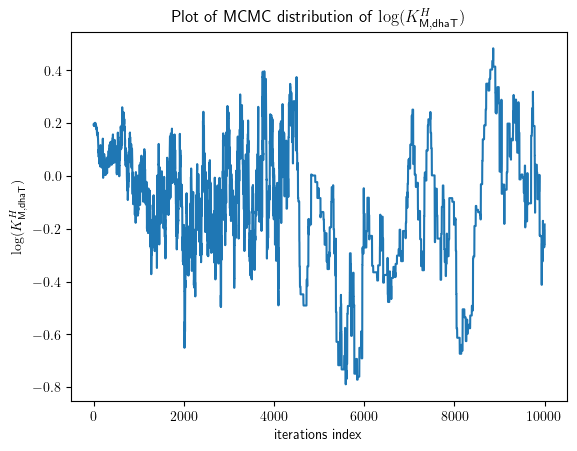 Plot of MCMC distribution of log(K^H_M,dhaT)
log(K^H_M,dhaT)
0.4
0.2
0.0
−0.2
−0.4
−0.6
−0.8
0 2000 4000 6000 8000 10000
iterations index